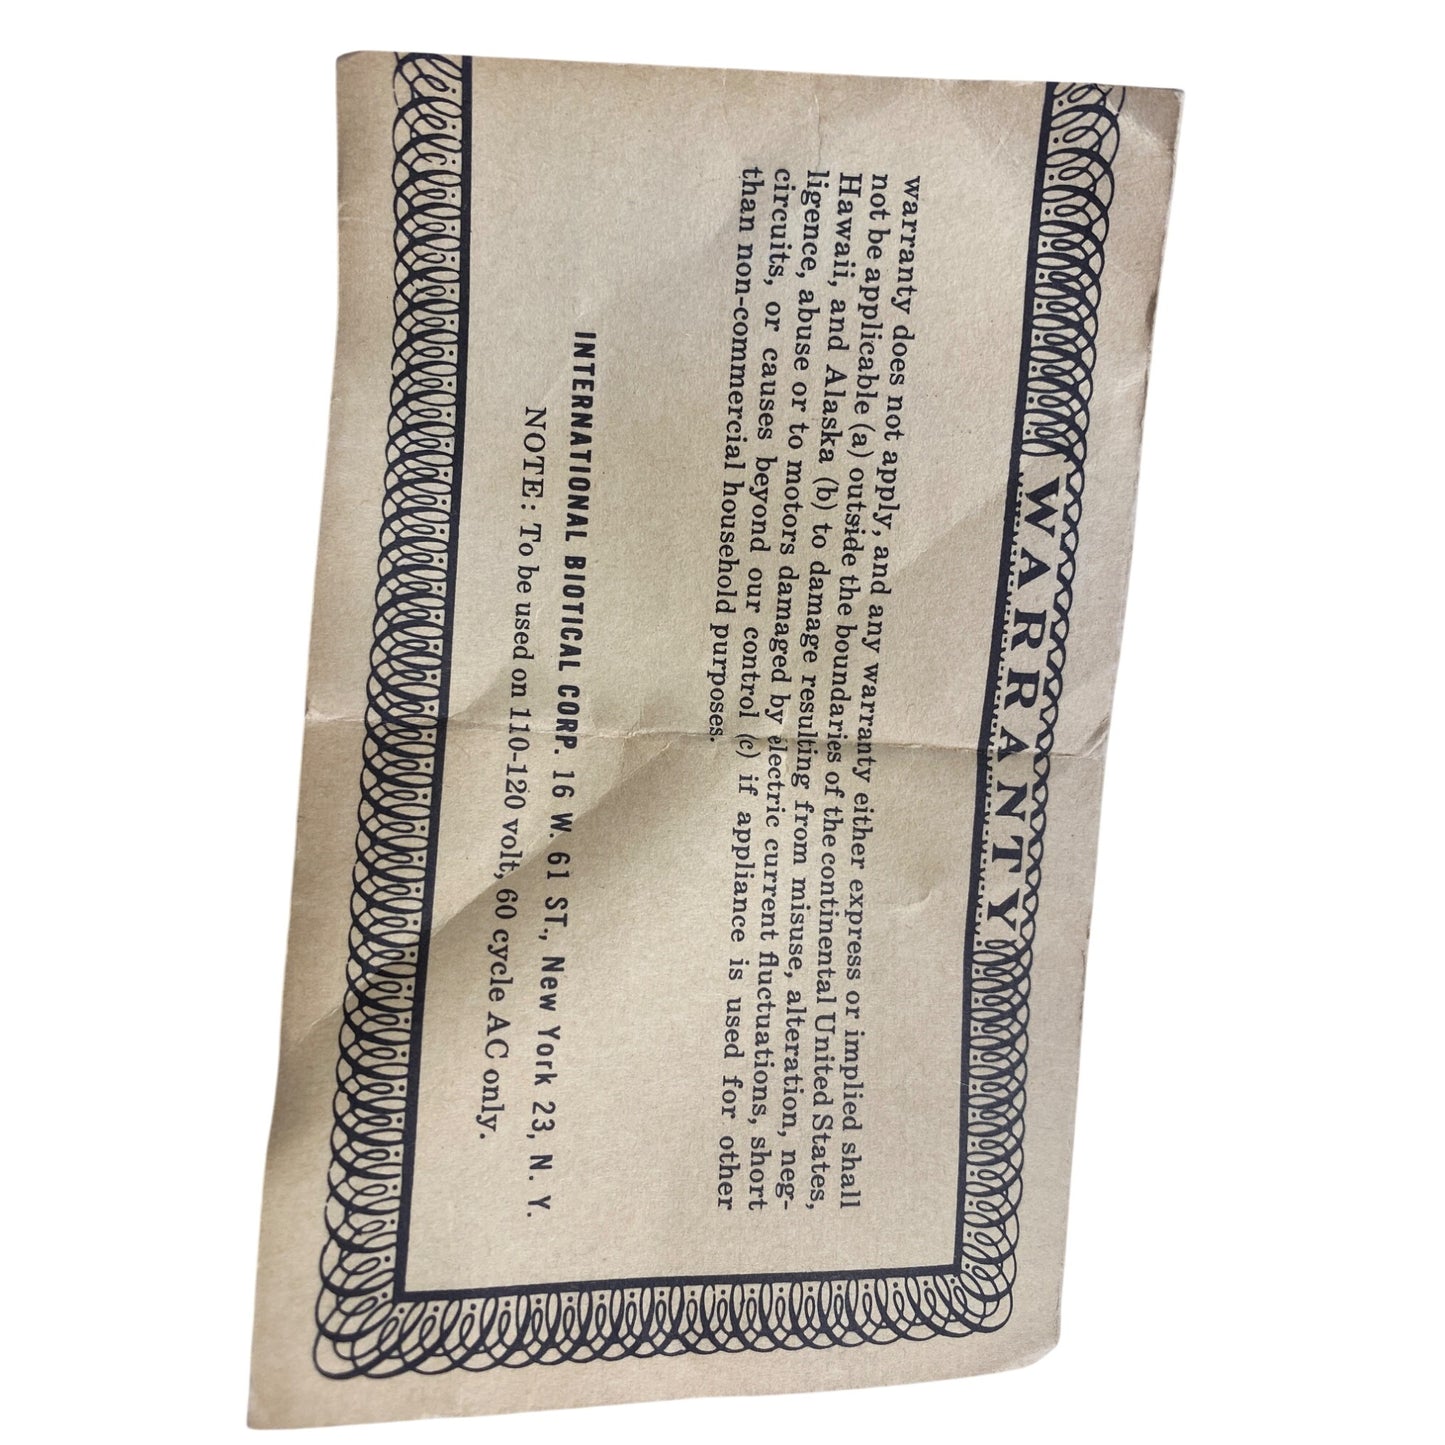 WARRANTY
warranty does not apply, and any warranty either express or implied shall
not be applicable (a) outside the boundaries of the continental United States,
Hawaii, and Alaska (b) to damage resulting from misuse, alteration, neg-
ligence, abuse or to motors damaged by electric current fluctuations, short
circuits, or causes beyond our control (c) if appliance is used for other
than non-commercial household purposes.
INTERNATIONAL BIOTICAL CORP. 16 W. 61 ST., New York 23, N. Y.
NOTE: To be used on 110-120 volt, 60 cycle AC only.